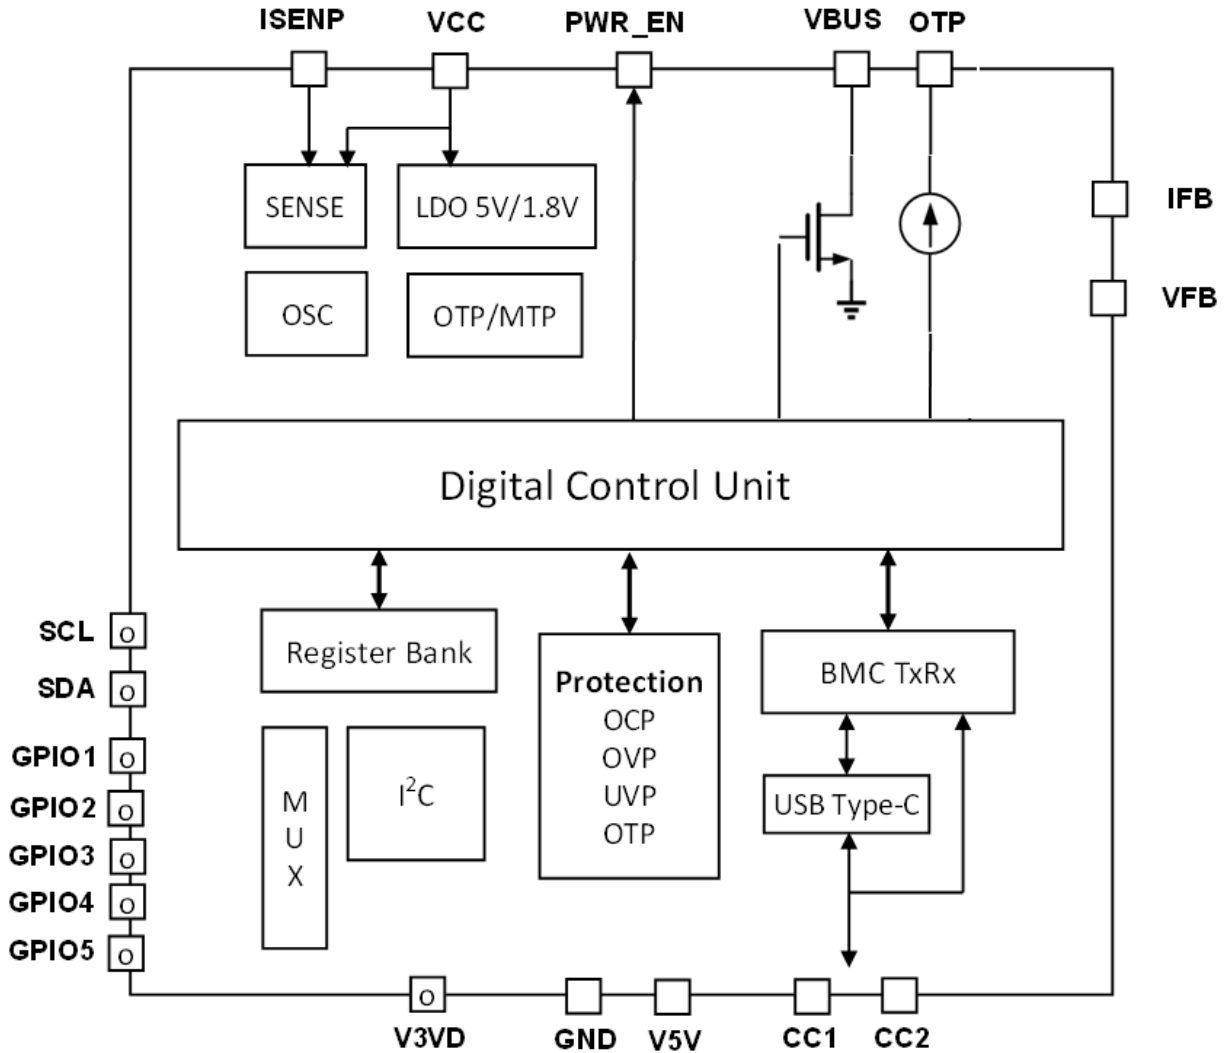 ISENP
VCC
PWR_EN
VBUS
OTP
IFB
VFB
SENSE
LDO 5V/1.8V
OSC
OTP/MTP
Digital Control Unit
SCL
SDA
GPIO1
GPIO2
GPIO3
GPIO4
GPIO5
Register Bank
M
U
X
I²C
Protection
OCP
OVP
UVP
OTP
BMC TxRx
USB Type-C
V3VD
GND
V5V
CC1
CC2